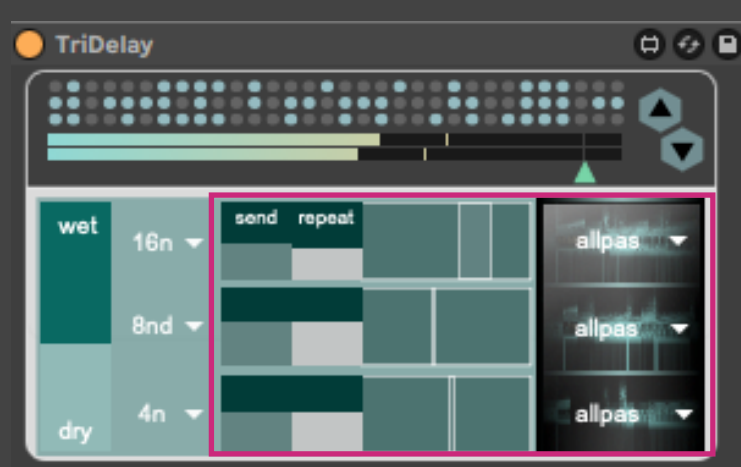 TriDelay
wet
send repeat
16n
allpas
8nd
allpas
4n
allpas
dry